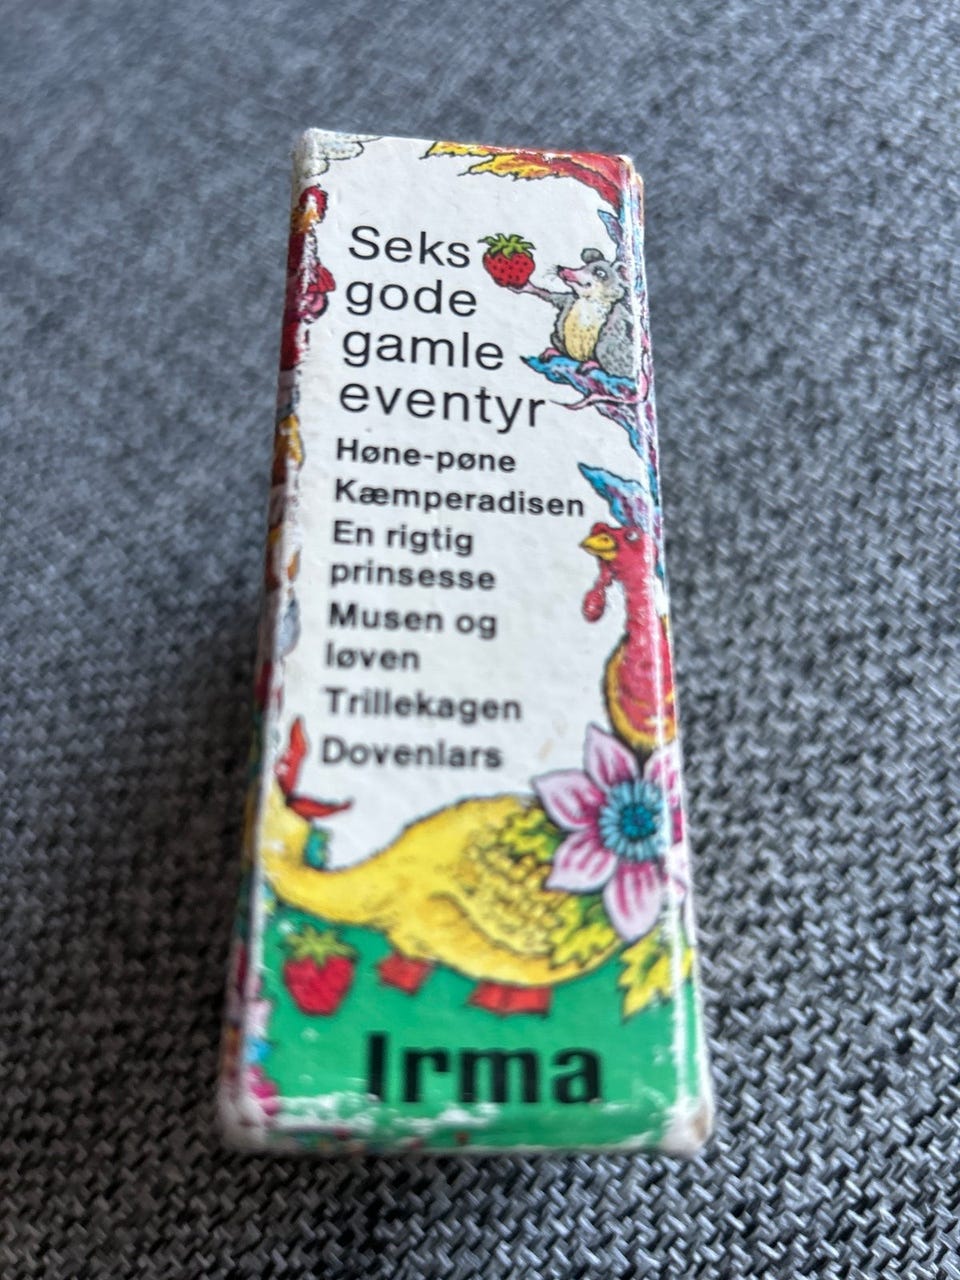 Seks
gode
gamle
eventyr
Høne-pøne
Kæmperadisen
En rigtig
prinsesse
Musen og
løven
Trillekagen
Dovenlars
Irma